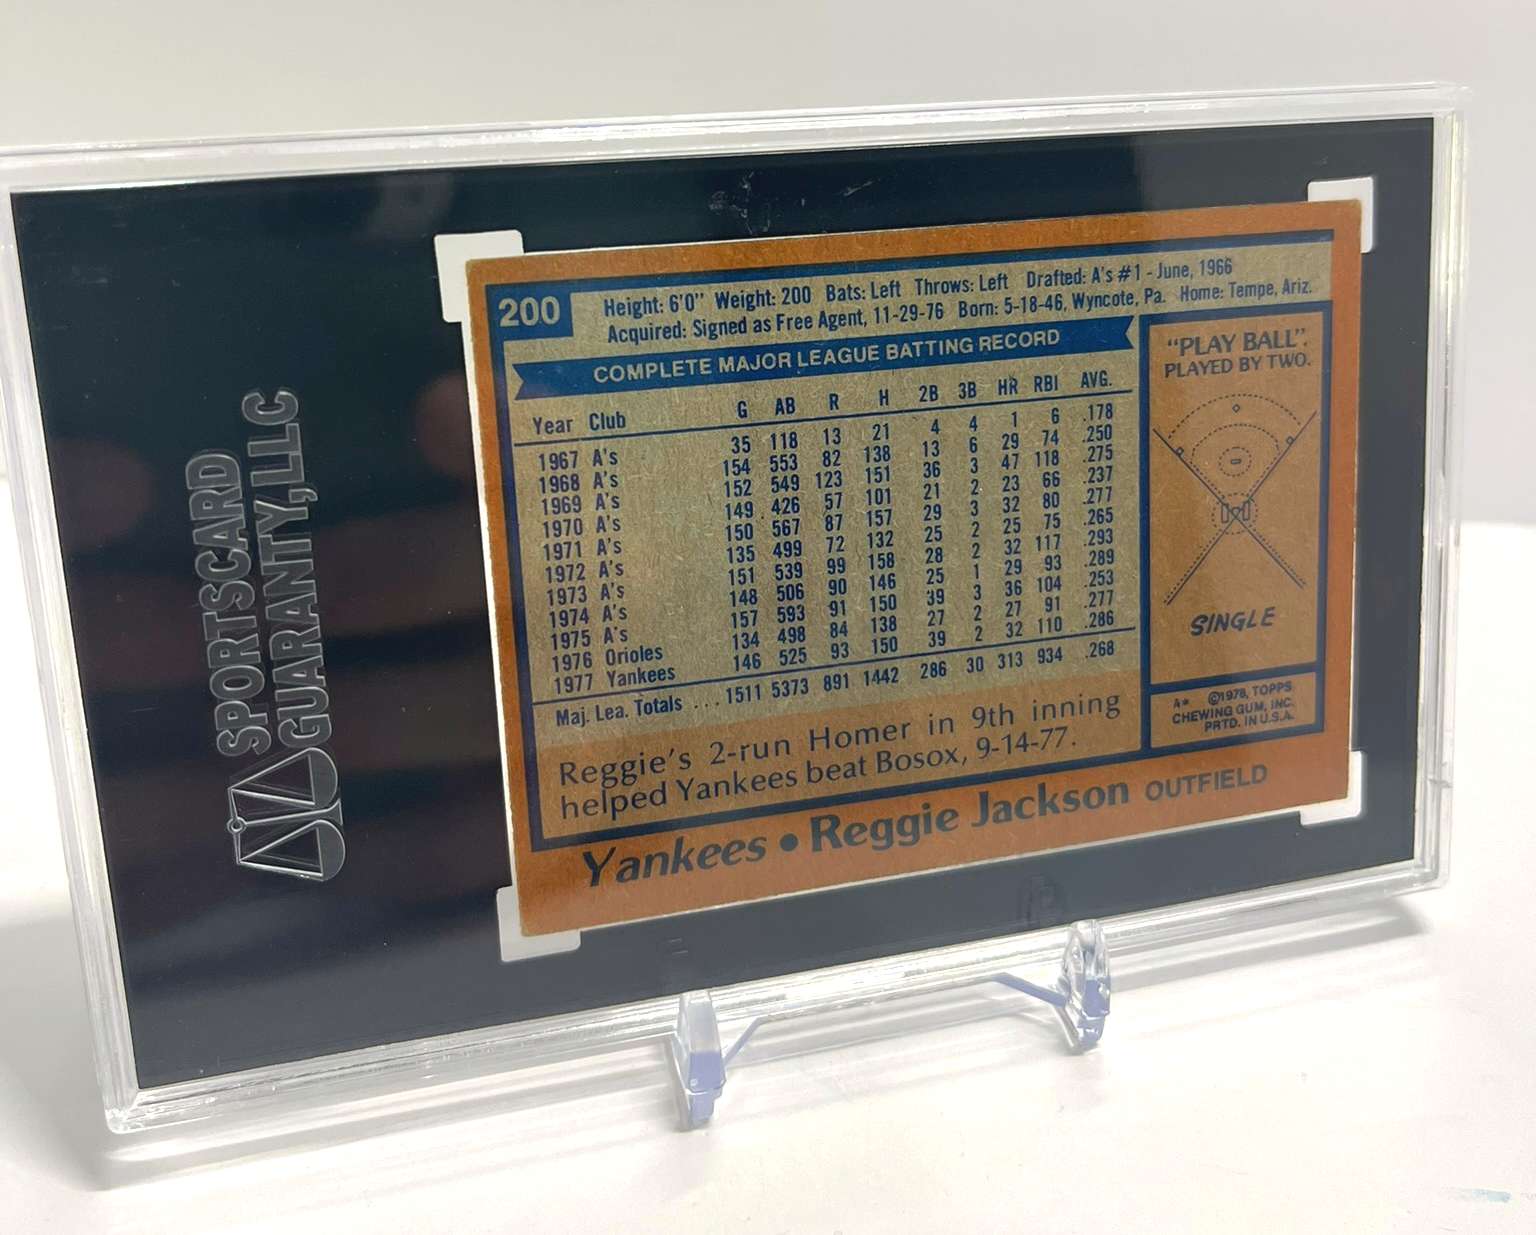 SPORTSCARD
GUARANTY,LLC
200
Height: 6'0" Weight: 200 Bats: Left Throws: Left Drafted: A's #1 - June, 1966
Acquired: Signed as Free Agent, 11-29-76 Born: 5-18-46, Wyncote, Pa. Home: Tempe, Ariz.
COMPLETE MAJOR LEAGUE BATTING RECORD
Year Club G AB R H 2B 3B HR RBI AVG.
1967 A's 35 118 13 21 4 4 1 6 .178
1968 A's 154 553 82 138 13 6 29 74 .250
1969 A's 152 549 123 151 36 3 47 118 .275
1970 A's 149 426 57 101 21 2 23 66 .237
1971 A's 150 567 87 157 29 3 32 80 .277
1972 A's 135 499 72 132 25 2 25 75 .265
1973 A's 151 539 99 158 28 2 32 117 .293
1974 A's 148 506 90 146 25 1 29 93 .289
1975 A's 157 593 91 150 39 3 36 104 .253
1976 Orioles 134 498 84 138 27 2 27 91 .277
1977 Yankees 146 525 93 150 39 2 32 110 .286
Maj. Lea. Totals ... 1511 5373 891 1442 286 30 313 934 .268
Reggie's 2-run Homer in 9th inning
helped Yankees beat Bosox, 9-14-77.
"PLAY BALL".
PLAYED BY TWO.
SINGLE
A* ©1978, TOPPS
CHEWING GUM, INC.
PRTD. IN U.S.A.
Yankees • Reggie Jackson OUTFIELD